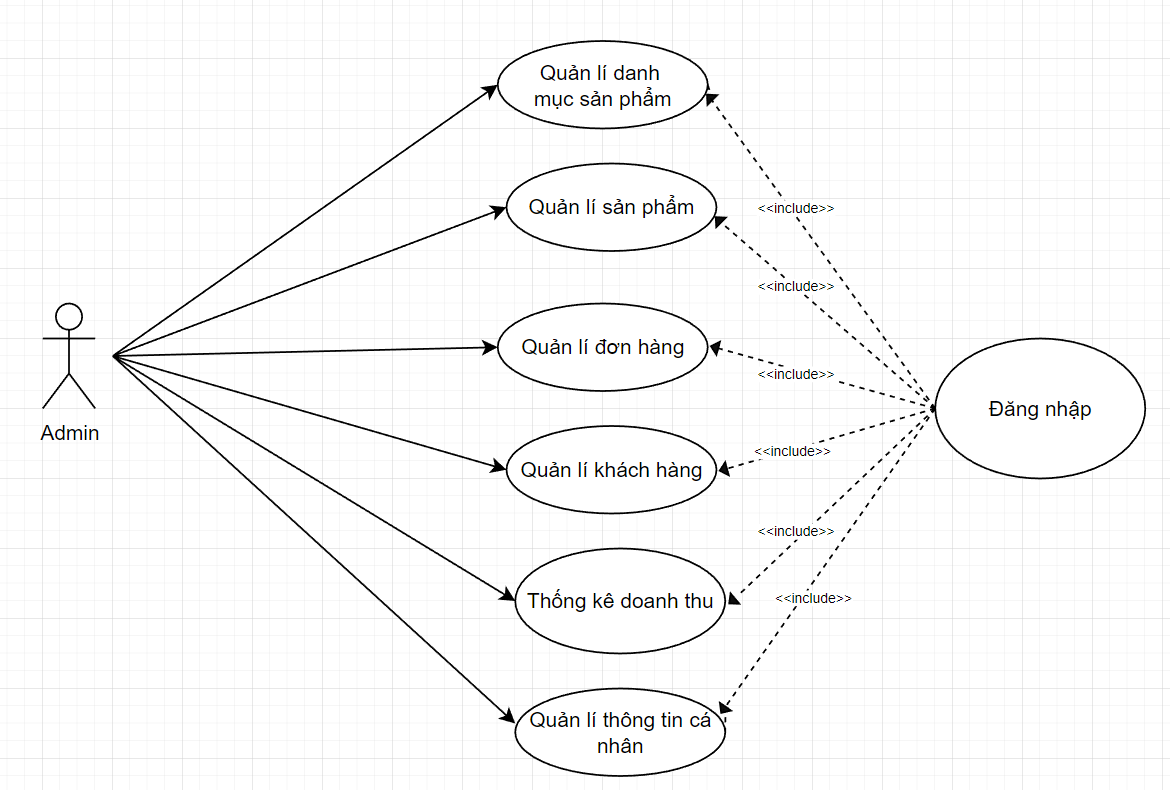 Quản lí danh
mục sản phẩm
<<include>>
Quản lí sản phẩm
<<include>>
Quản lí đơn hàng
<<include>>
Admin
Đăng nhập
Quản lí khách hàng
<<include>>
<<include>>
Thống kê doanh thu
<<include>>
Quản lí thông tin cá
nhân